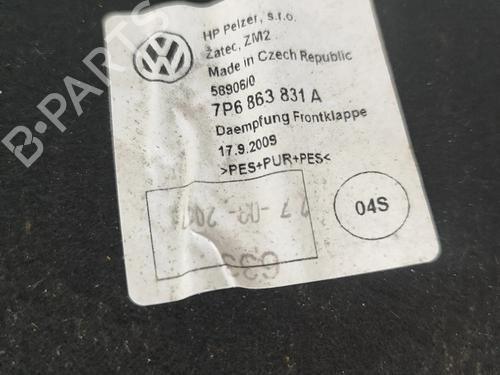 HP Pelzer, s.r.o.
Žatec, ZM2
Made in Czech Republic
58906/0
7P6 863 831 A
Daempfung Frontklappe
17.9.2009
>PES+PUR+PES<
04S
B-PARTS